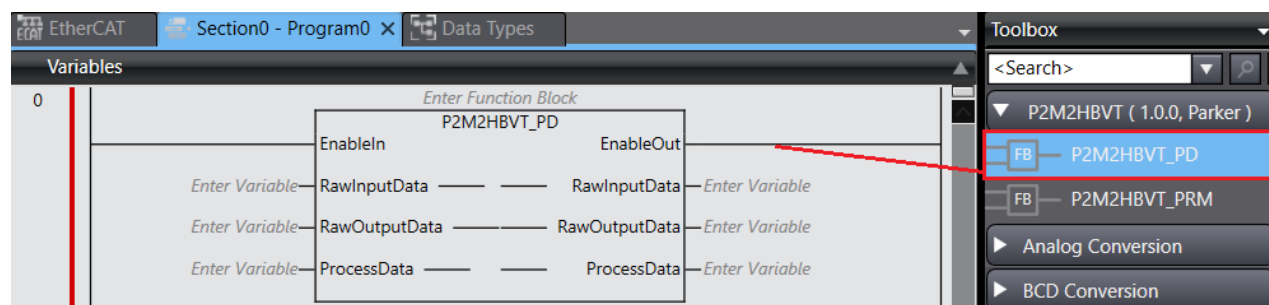 ECAT EtherCAT
Section0 - Program0
Data Types
Toolbox
Variables
<Search>
0
Enter Function Block
P2M2HBVT_PD
EnableIn EnableOut
Enter Variable RawInputData RawInputData Enter Variable
Enter Variable RawOutputData RawOutputData Enter Variable
Enter Variable ProcessData ProcessData Enter Variable
P2M2HBVT ( 1.0.0, Parker )
FB P2M2HBVT_PD
FB P2M2HBVT_PRM
Analog Conversion
BCD Conversion